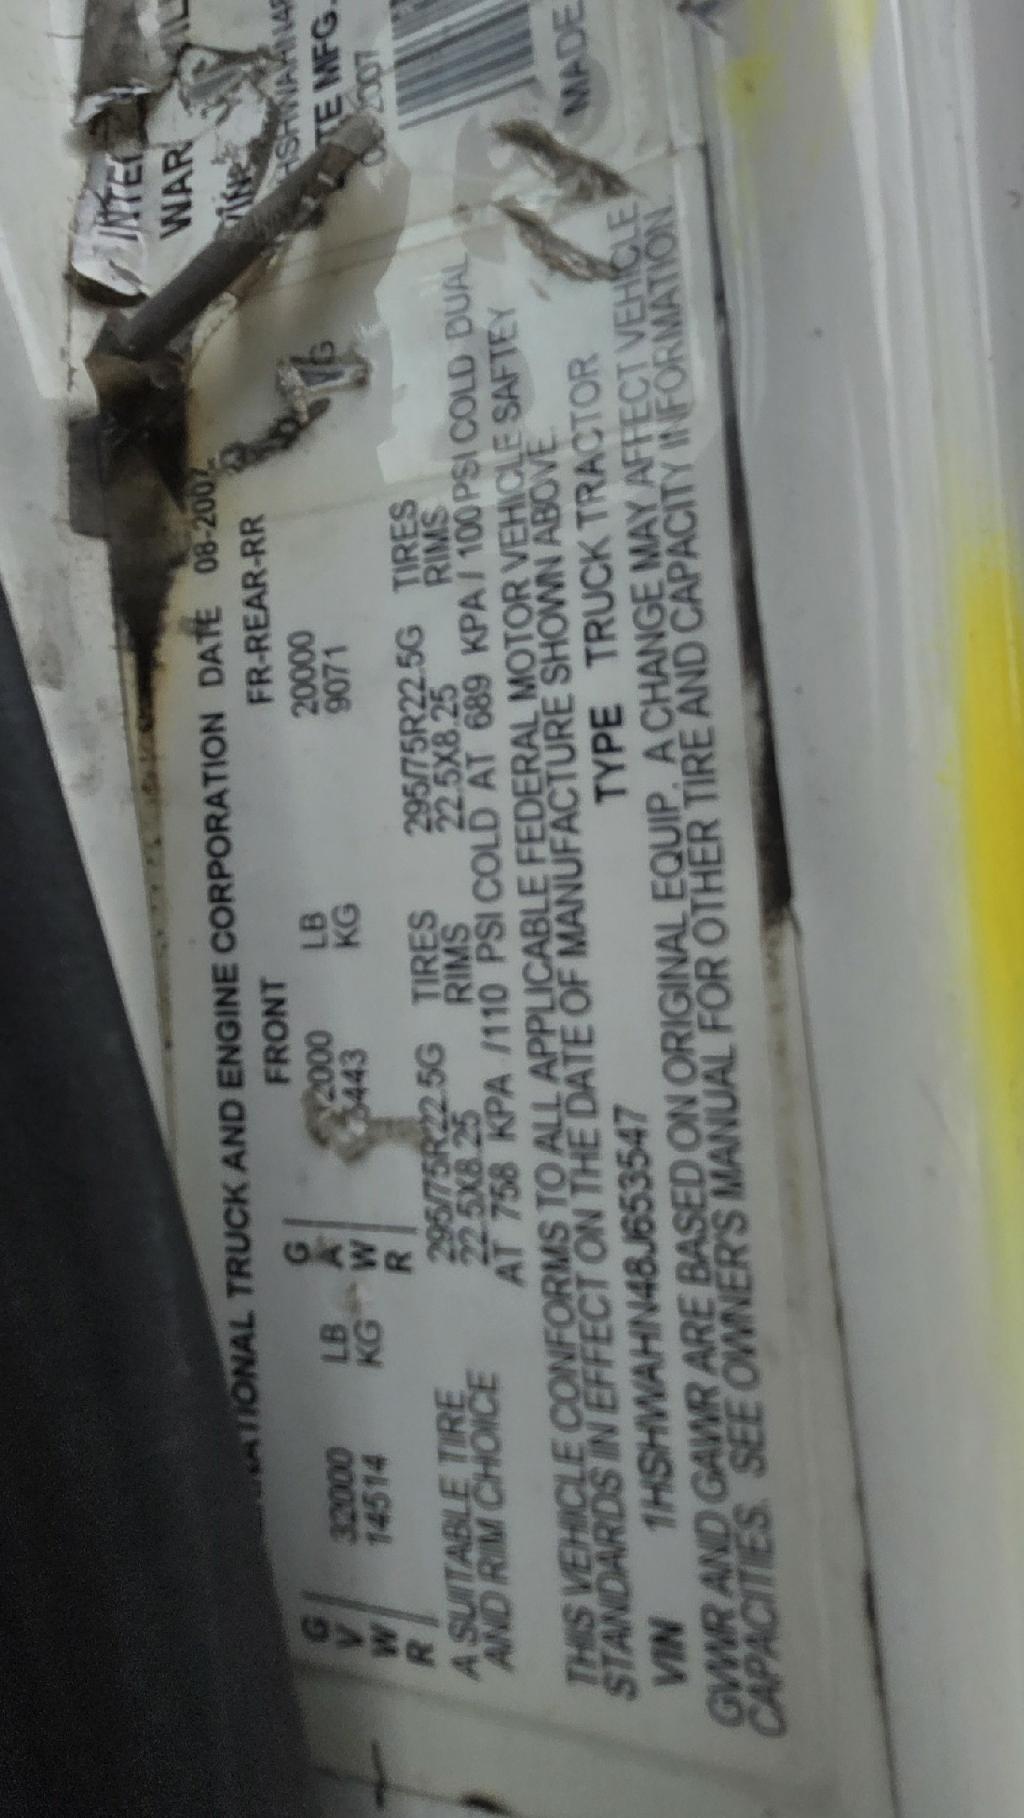 NATIONAL TRUCK AND ENGINE CORPORATION DATE 08-2007
FRONT FR-REAR-RR
G V W R 32000 LB G A W R 2000 LB 20000
14514 KG 5443 KG 9071
A SUITABLE TIRE 295/75R22.5G TIRES 295/75R22.5G TIRES
AND RIM CHOICE 22.5X8.25 RIMS 22.5X8.25 RIMS
AT 758 KPA /110 PSI COLD AT 689 KPA / 100 PSI COLD DUAL
THIS VEHICLE CONFORMS TO ALL APPLICABLE FEDERAL MOTOR VEHICLE SAFTEY
STANDARDS IN EFFECT ON THE DATE OF MANUFACTURE SHOWN ABOVE.
VIN 1HSHWAHN48J653547 TYPE TRUCK TRACTOR
GVWR AND GAWR ARE BASED ON ORIGINAL EQUIP. A CHANGE MAY AFFECT VEHICLE
CAPACITIES. SEE OWNER'S MANUAL FOR OTHER TIRE AND CAPACITY INFORMATION.
INTE
WAR
TE MFG.
2007
MADE